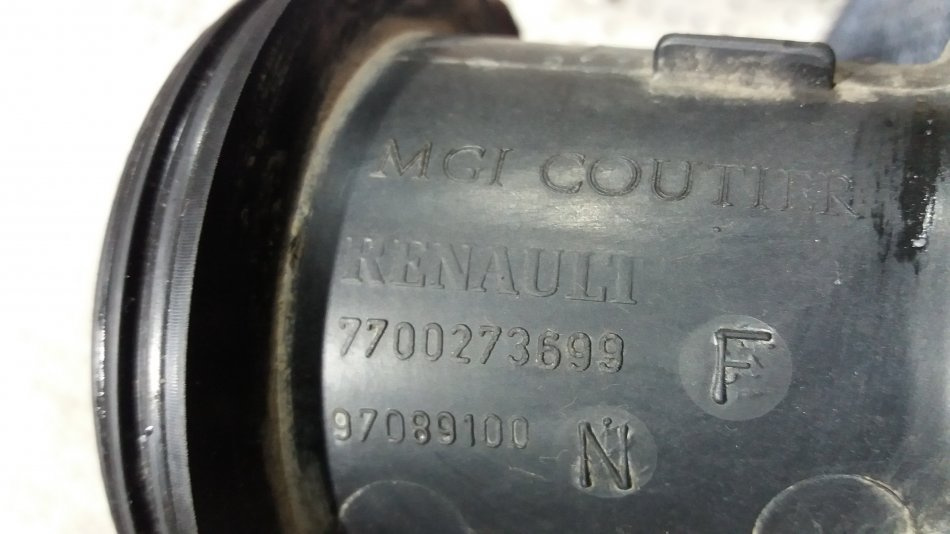 MGI COUTIER
RENAULT
7700273699
F
97089100 N